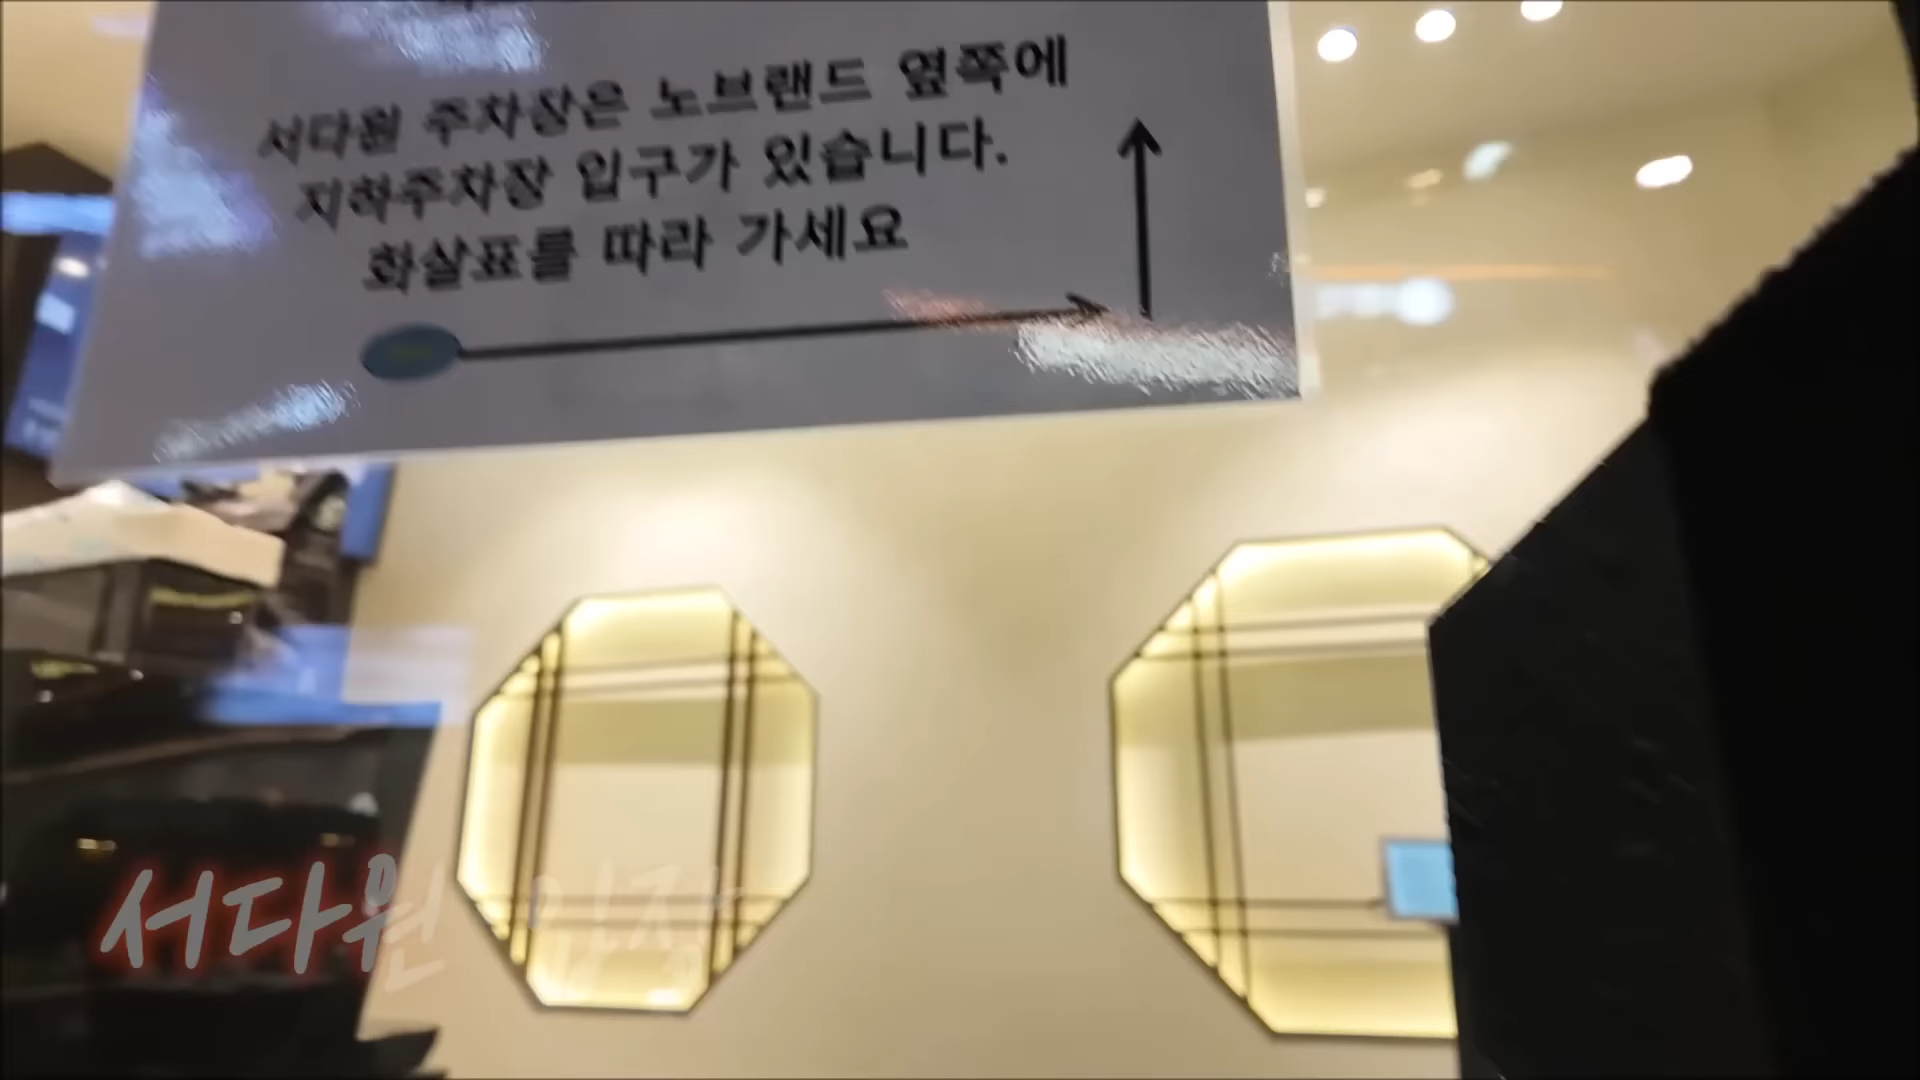 서다원 주차장은 노브랜드 옆쪽에
지하주차장 입구가 있습니다.
화살표를 따라 가세요
서다원 입장